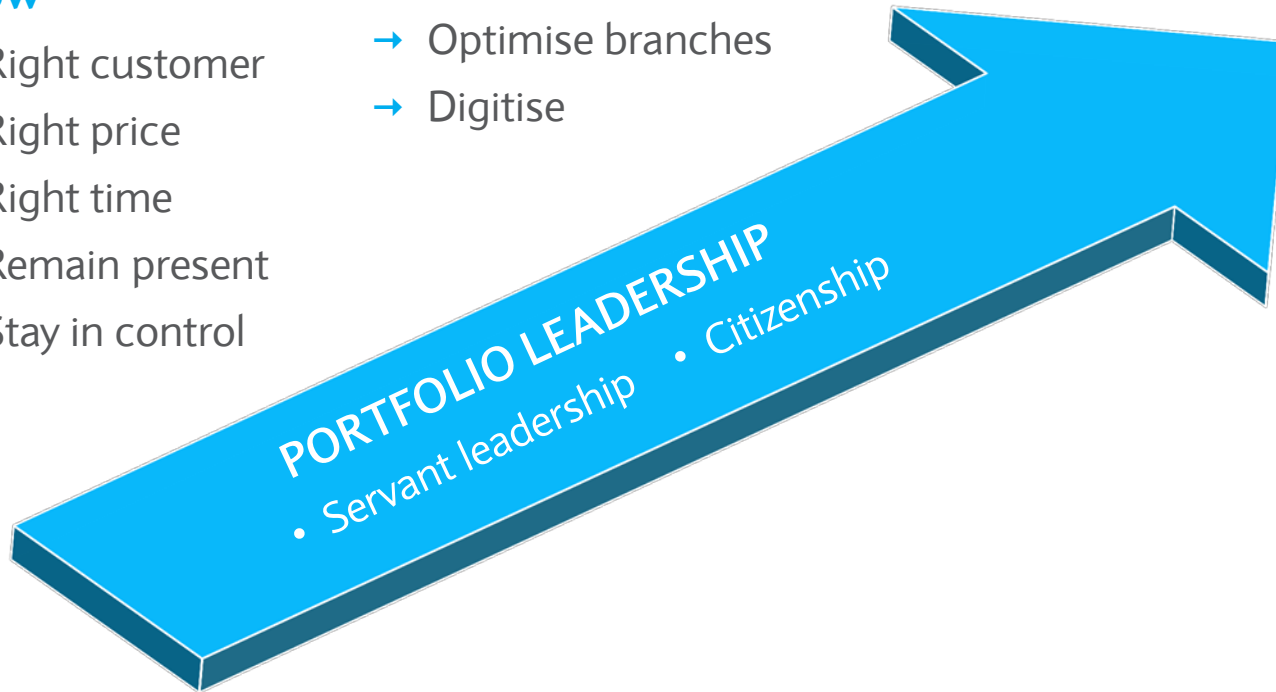 Right customer
Right price
Right time
Remain present
Stay in control
→ Optimise branches
→ Digitise
PORTFOLIO LEADERSHIP
• Servant leadership • Citizenship